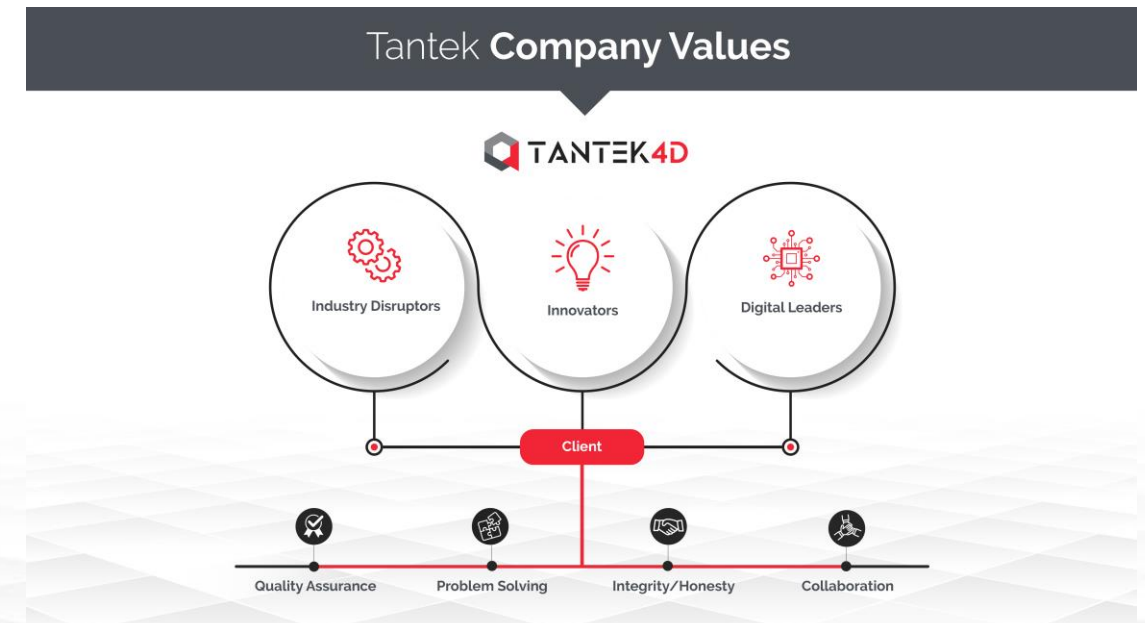 Tantek Company Values
TANTEK4D
Industry Disruptors
Innovators
Digital Leaders
Client
Quality Assurance
Problem Solving
Integrity/Honesty
Collaboration